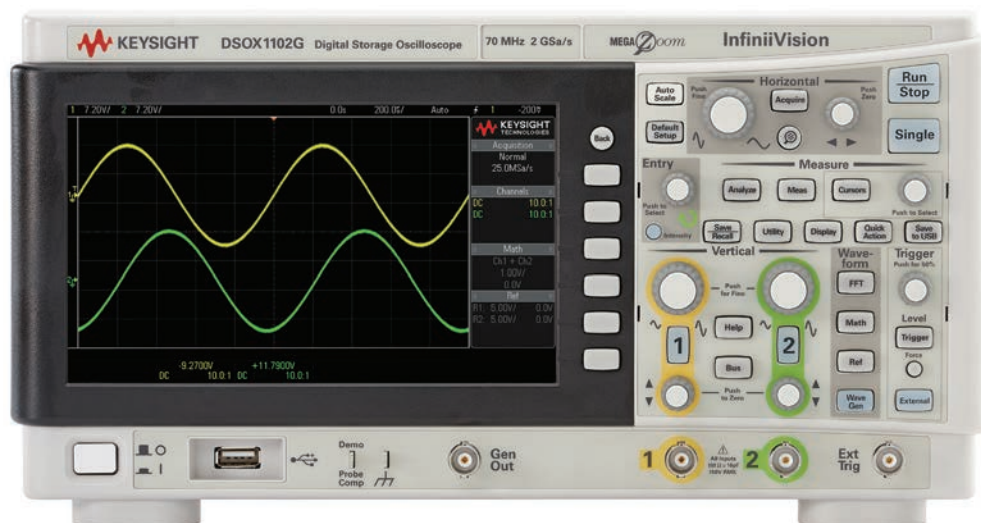 KEYSIGHT DSOX1102G Digital Storage Oscilloscope 70 MHz 2 GSa/s MEGA Zoom InfiniiVision
1 7.20V/ 2 7.20V/ 0.0s 200.0 Auto 1
KEYSIGHT
TECHNOLOGIES
Acquisition
Normal
25.0MSa/s
Channels
DC 10.0:1
DC 10.0:1
Math
Ch1 + Ch2
1.00V/
0.0V
Ref
R1: 5.00V/ 0.0V
R2: 5.00V/ 0.0V
-9.2700V +11.7900V
DC 10.0:1 DC 10.0:1
Back
Auto
Scale
Default
Setup
Horizontal
Push
Fine
Acquire
Push
Zero
Run
Stop
Single
Entry
Push to
Select
Intensity
Measure
Analyze
Meas
Cursors
Push to Select
Save
Recall
Utility
Display
Quick
Action
Save
to USB
Vertical
Push
for Fine
1
Help
2
Bus
Push
to Zero
Wave-
form
FFT
Math
Ref
Wave
Gen
Trigger
Push for 50%
Level
Trigger
Force
External
Demo
Probe
Comp
Gen
Out
1
All Inputs
2
Ext
Trig